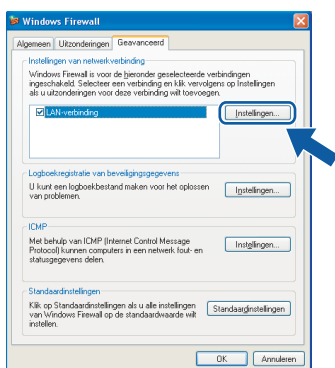 Windows Firewall
Algemeen Uitzonderingen Geavanceerd
Instellingen van netwerkverbinding
Windows Firewall is voor de hieronder geselecteerde verbindingen
ingeschakeld. Selecteer een verbinding en klik vervolgens op Instellingen
als u uitzonderingen voor deze verbinding wilt toevoegen.
LAN-verbinding
Instellingen...
Logboekregistratie van beveiligingsgegevens
U kunt een logboekbestand maken voor het oplossen
van problemen.
Instellingen...
ICMP
Met behulp van ICMP (Internet Control Message
Protocol) kunnen computers in een netwerk fout- en
statusgegevens delen.
Instellingen...
Standaardinstellingen
Klik op Standaardinstellingen als u alle instellingen
van Windows Firewall op de standaardwaarde wilt
instellen.
Standaardinstellingen
OK Annuleren